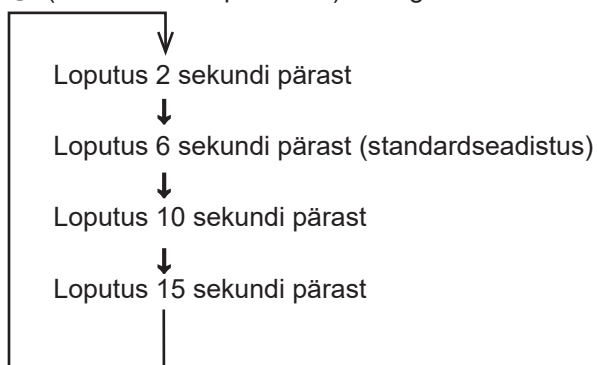 Loputus 2 sekundi pärast
Loputus 6 sekundi pärast (standardseadistus)
Loputus 10 sekundi pärast
Loputus 15 sekundi pärast